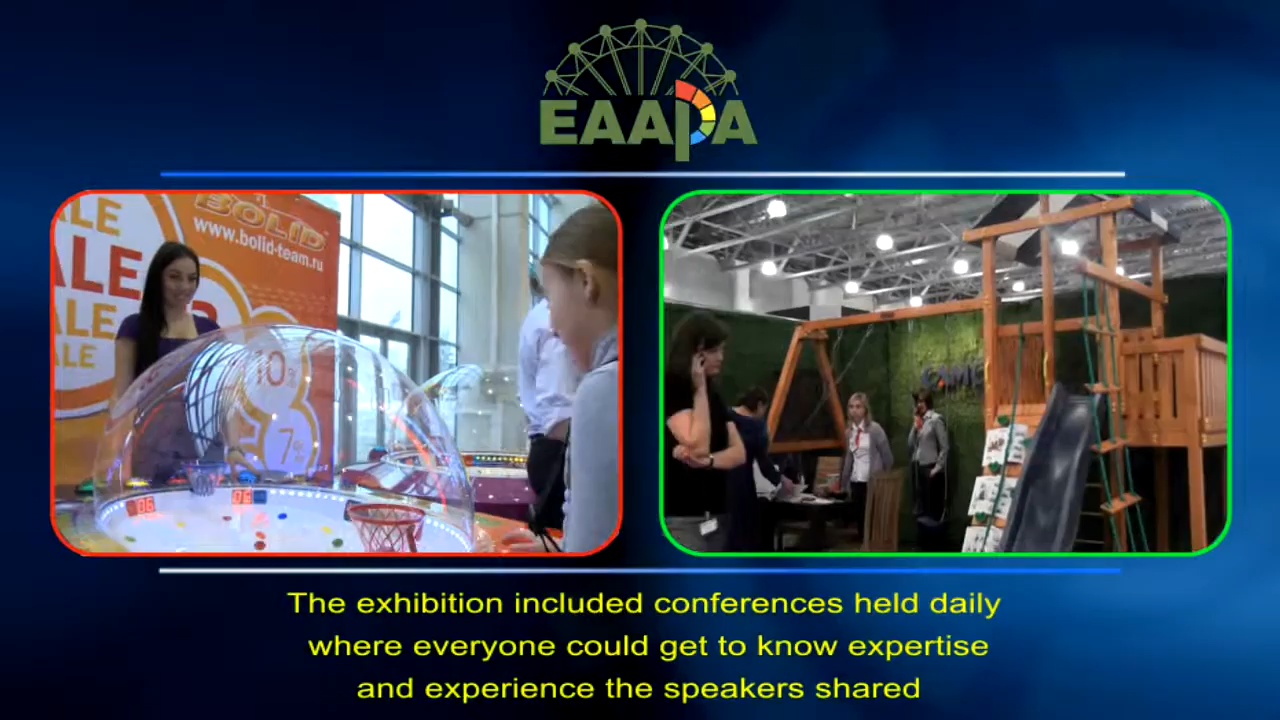 EAAPA
ALE
ALE
ALE
ALE
BOLID
www.bolid-team.ru
10%
7%
06
The exhibition included conferences held daily
where everyone could get to know expertise
and experience the speakers shared